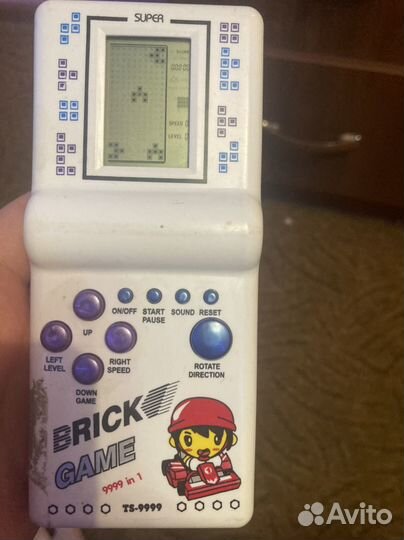 SUPER
SPEED
LEVEL
ON/OFF
START
PAUSE
SOUND
RESET
UP
LEFT
LEVEL
RIGHT
SPEED
ROTATE
DIRECTION
DOWN
GAME
BRICK
GAME
9999 in 1
TS-9999
Avito